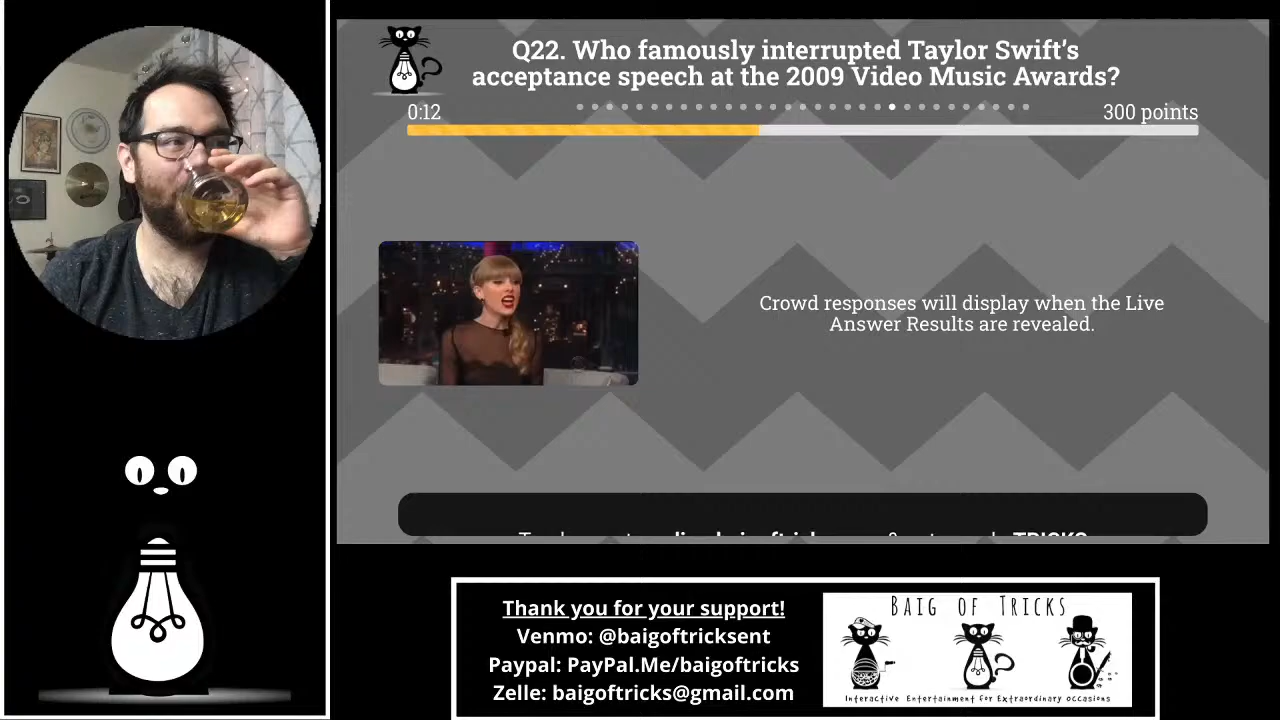 Q22. Who famously interrupted Taylor Swift's
acceptance speech at the 2009 Video Music Awards?
0:12
300 points
Crowd responses will display when the Live
Answer Results are revealed.
TRICKS
Thank you for your support!
Venmo: @baigoftricksent
Paypal: PayPal.Me/baigoftricks
Zelle: baigoftricks@gmail.com
BAIG OF TRICKS
Interactive Entertainment for Extraordinary Occasions